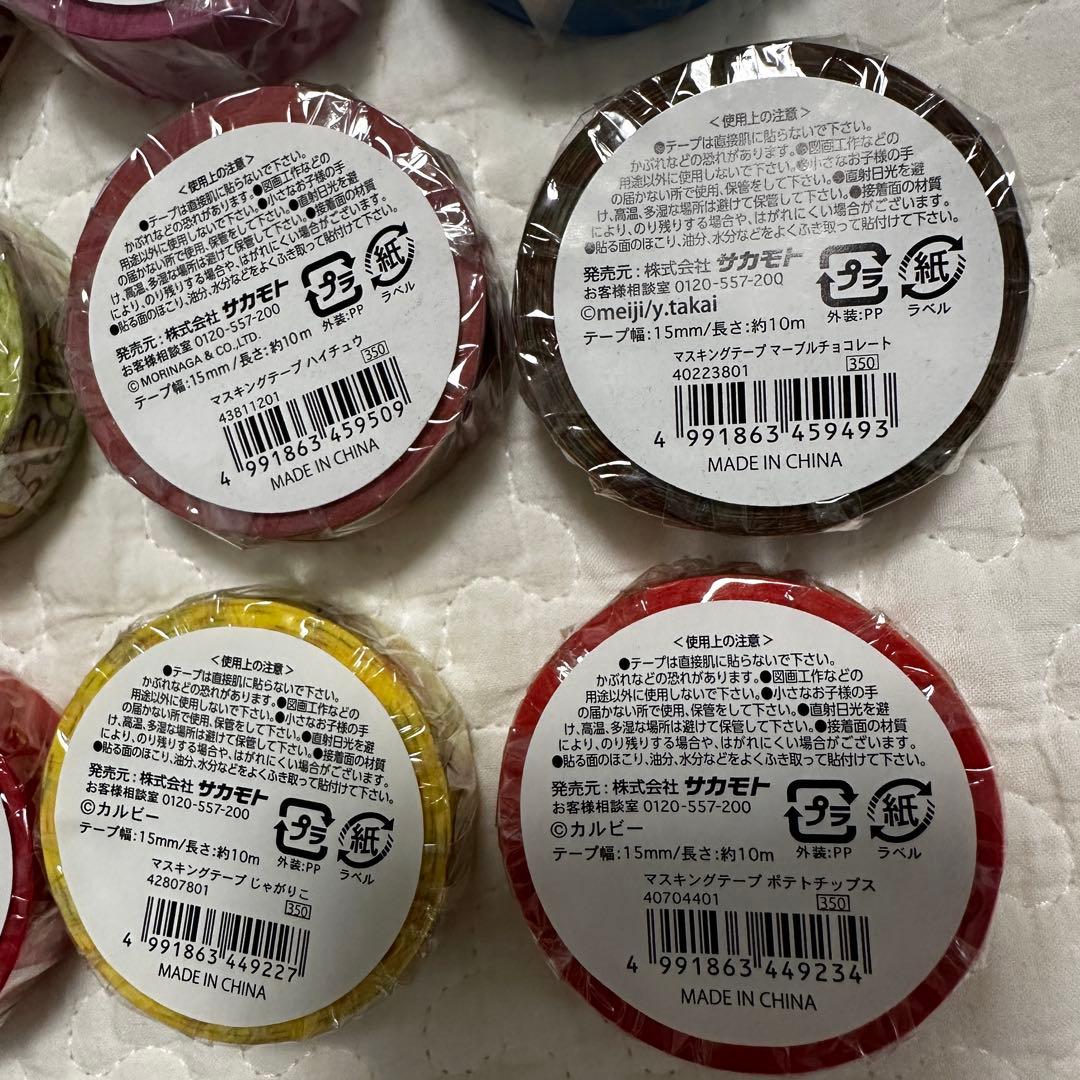 <使用上の注意>
●テープは直接肌に貼らないで下さい。
かぶれなどの恐れがあります。●図画工作などの
用途以外に使用しないで下さい。●小さなお子様の手
の届かない所で使用、保管をして下さい。●直射日光を避
け、高温、多湿な場所は避けて保管して下さい。●接着面の材質
により、のり残りする場合や、はがれにくい場合がございます。
●貼る面のほこり、油分、水分などをよくふき取って貼付けて下さい。
発売元:株式会社 サカモト
お客様相談室 0120-557-200
© MORINAGA & CO., LTD.
テープ幅:15mm/長さ:約10m
プラ
外装:PP
紙
ラベル
マスキングテープ ハイチュウ
43811201
350
4 991863 459509
MADE IN CHINA
<使用上の注意>
●テープは直接肌に貼らないで下さい。
かぶれなどの恐れがあります。●図画工作などの
用途以外に使用しないで下さい。●小さなお子様の手
の届かない所で使用、保管をして下さい。●直射日光を避
け、高温、多湿な場所は避けて保管して下さい。●接着面の材質
により、のり残りする場合や、はがれにくい場合がございます。
●貼る面のほこり、油分、水分などをよくふき取って貼付けて下さい。
発売元:株式会社 サカモト
お客様相談室 0120-557-200
©meiji/y.takai
テープ幅:15mm/長さ:約10m
プラ
外装:PP
紙
ラベル
マスキングテープ マーブルチョコレート
40223801
350
4 991863 459493
MADE IN CHINA
<使用上の注意>
●テープは直接肌に貼らないで下さい。
かぶれなどの恐れがあります。●図画工作などの
用途以外に使用しないで下さい。●小さなお子様の手
の届かない所で使用、保管をして下さい。●直射日光を避
け、高温、多湿な場所は避けて保管して下さい。●接着面の材質
により、のり残りする場合や、はがれにくい場合がございます。
●貼る面のほこり、油分、水分などをよくふき取って貼付けて下さい。
発売元:株式会社 サカモト
お客様相談室 0120-557-200
©カルビー
テープ幅:15mm/長さ:約10m
プラ
外装:PP
紙
ラベル
マスキングテープ じゃがりこ
42807801
350
4 991863 449227
MADE IN CHINA
<使用上の注意>
●テープは直接肌に貼らないで下さい。
かぶれなどの恐れがあります。●図画工作などの
用途以外に使用しないで下さい。●小さなお子様の手
の届かない所で使用、保管をして下さい。●直射日光を避
け、高温、多湿な場所は避けて保管して下さい。●接着面の材質
により、のり残りする場合や、はがれにくい場合がございます。
●貼る面のほこり、油分、水分などをよくふき取って貼付けて下さい。
発売元:株式会社 サカモト
お客様相談室 0120-557-200
©カルビー
テープ幅:15mm/長さ:約10m
プラ
外装:PP
紙
ラベル
マスキングテープ ポテトチップス
40704401
350
4 991863 449234
MADE IN CHINA